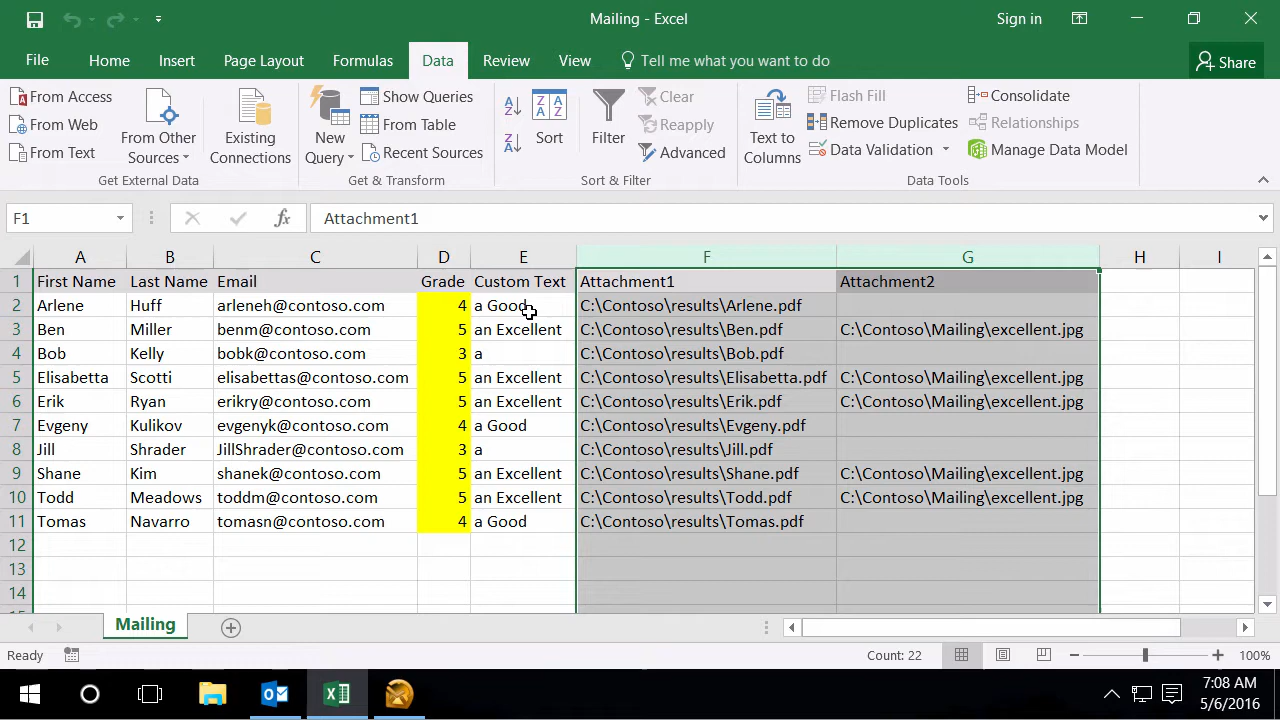 Mailing - Excel
Sign in
File Home Insert Page Layout Formulas Data Review View Tell me what you want to do Share
From Access
From Web
From Text
From Other Sources
Existing Connections
Get External Data
New Query
Show Queries
From Table
Recent Sources
Get & Transform
Sort
Filter
Clear
Reapply
Advanced
Sort & Filter
Text to Columns
Flash Fill
Remove Duplicates
Data Validation
Consolidate
Relationships
Manage Data Model
Data Tools
F1 fx Attachment1
A B C D E F G H I
1 First Name Last Name Email Grade Custom Text Attachment1 Attachment2
2 Arlene Huff arleneh@contoso.com 4 a Good C:\Contoso\results\Arlene.pdf
3 Ben Miller benm@contoso.com 5 an Excellent C:\Contoso\results\Ben.pdf C:\Contoso\Mailing\excellent.jpg
4 Bob Kelly bobk@contoso.com 3 a C:\Contoso\results\Bob.pdf
5 Elisabetta Scotti elisabettas@contoso.com 5 an Excellent C:\Contoso\results\Elisabetta.pdf C:\Contoso\Mailing\excellent.jpg
6 Erik Ryan erikry@contoso.com 5 an Excellent C:\Contoso\results\Erik.pdf C:\Contoso\Mailing\excellent.jpg
7 Evgeny Kulikov evgenyk@contoso.com 4 a Good C:\Contoso\results\Evgeny.pdf
8 Jill Shrader JillShrader@contoso.com 3 a C:\Contoso\results\Jill.pdf
9 Shane Kim shanek@contoso.com 5 an Excellent C:\Contoso\results\Shane.pdf C:\Contoso\Mailing\excellent.jpg
10 Todd Meadows toddm@contoso.com 5 an Excellent C:\Contoso\results\Todd.pdf C:\Contoso\Mailing\excellent.jpg
11 Tomas Navarro tomasn@contoso.com 4 a Good C:\Contoso\results\Tomas.pdf
12
13
14
15
Mailing
Ready Count: 22 100%
7:08 AM
5/6/2016